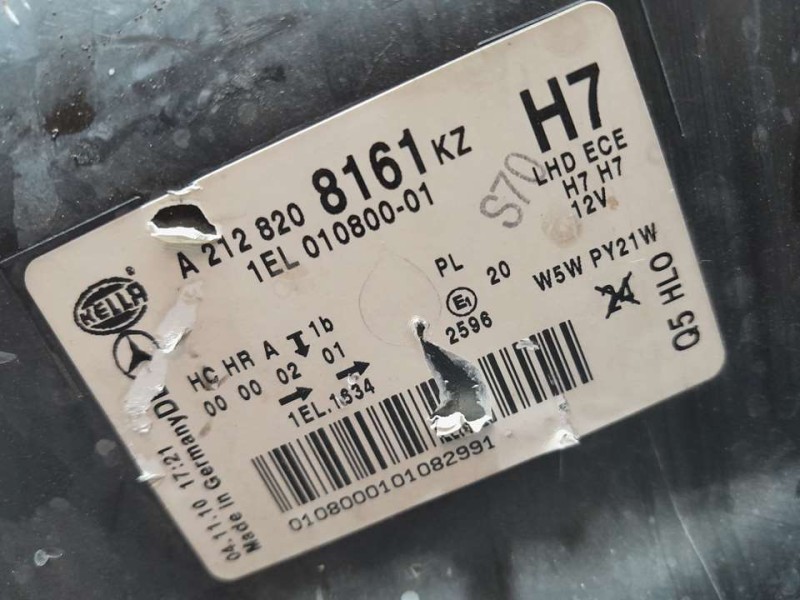 H7
LHD ECE
H7 H7
12V
S70
A 212 820 8161 KZ
1EL 010800-01
HELLA
PL
E1 20
2596
W5W PY21W
24
Q5 HLO
HC HR A 1b
00 00 02 01
1EL.1634
0108000101082991
04.11.10 17:21
Made in Germany